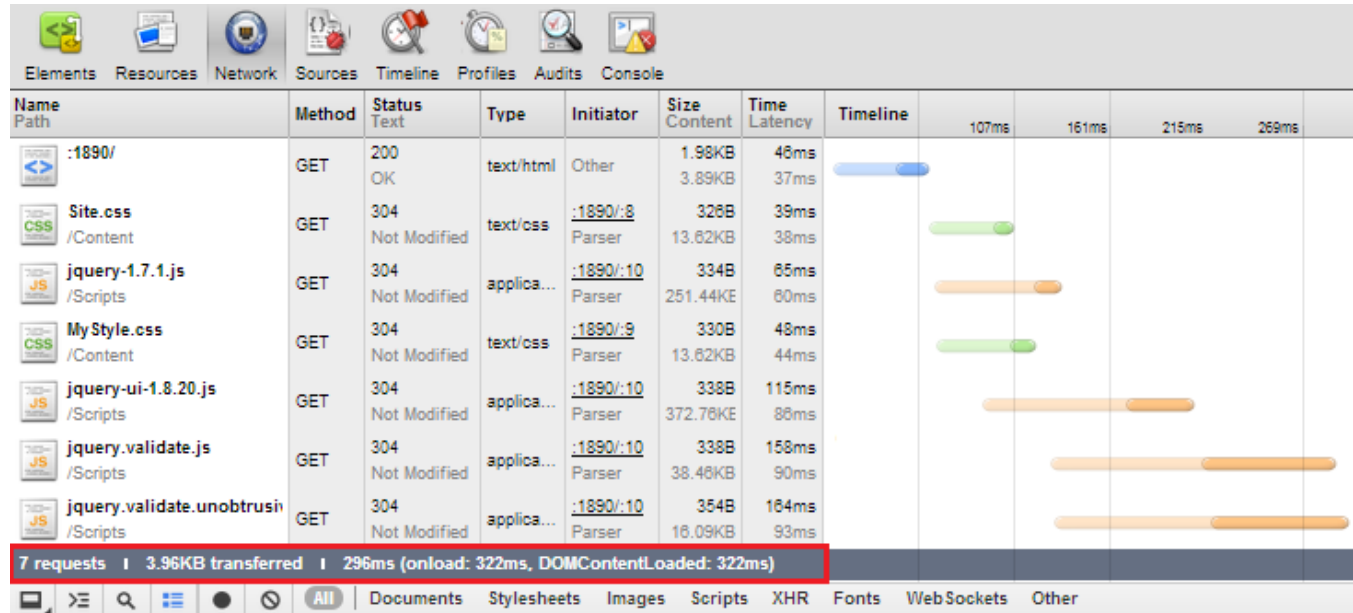 Elements Resources Network Sources Timeline Profiles Audits Console
Name Method Status Type Initiator Size Time Timeline
Path Text Content Latency 107ms 161ms 215ms 269ms
:1890/ GET 200 text/html Other 1.98KB 46ms
OK 3.89KB 37ms
Site.css GET 304 text/css :1890/:8 326B 39ms
/Content Not Modified Parser 13.62KB 38ms
jquery-1.7.1.js GET 304 applica... :1890/:10 334B 65ms
/Scripts Not Modified Parser 251.44KE 60ms
MyStyle.css GET 304 text/css :1890/:9 330B 48ms
/Content Not Modified Parser 13.62KB 44ms
jquery-ui-1.8.20.js GET 304 applica... :1890/:10 338B 115ms
/Scripts Not Modified Parser 372.76KE 86ms
jquery.validate.js GET 304 applica... :1890/:10 338B 158ms
/Scripts Not Modified Parser 38.46KB 90ms
jquery.validate.unobtrusiv GET 304 applica... :1890/:10 354B 164ms
/Scripts Not Modified Parser 16.09KB 93ms
7 requests I 3.96KB transferred I 296ms (onload: 322ms, DOMContentLoaded: 322ms)
All Documents Stylesheets Images Scripts XHR Fonts WebSockets Other